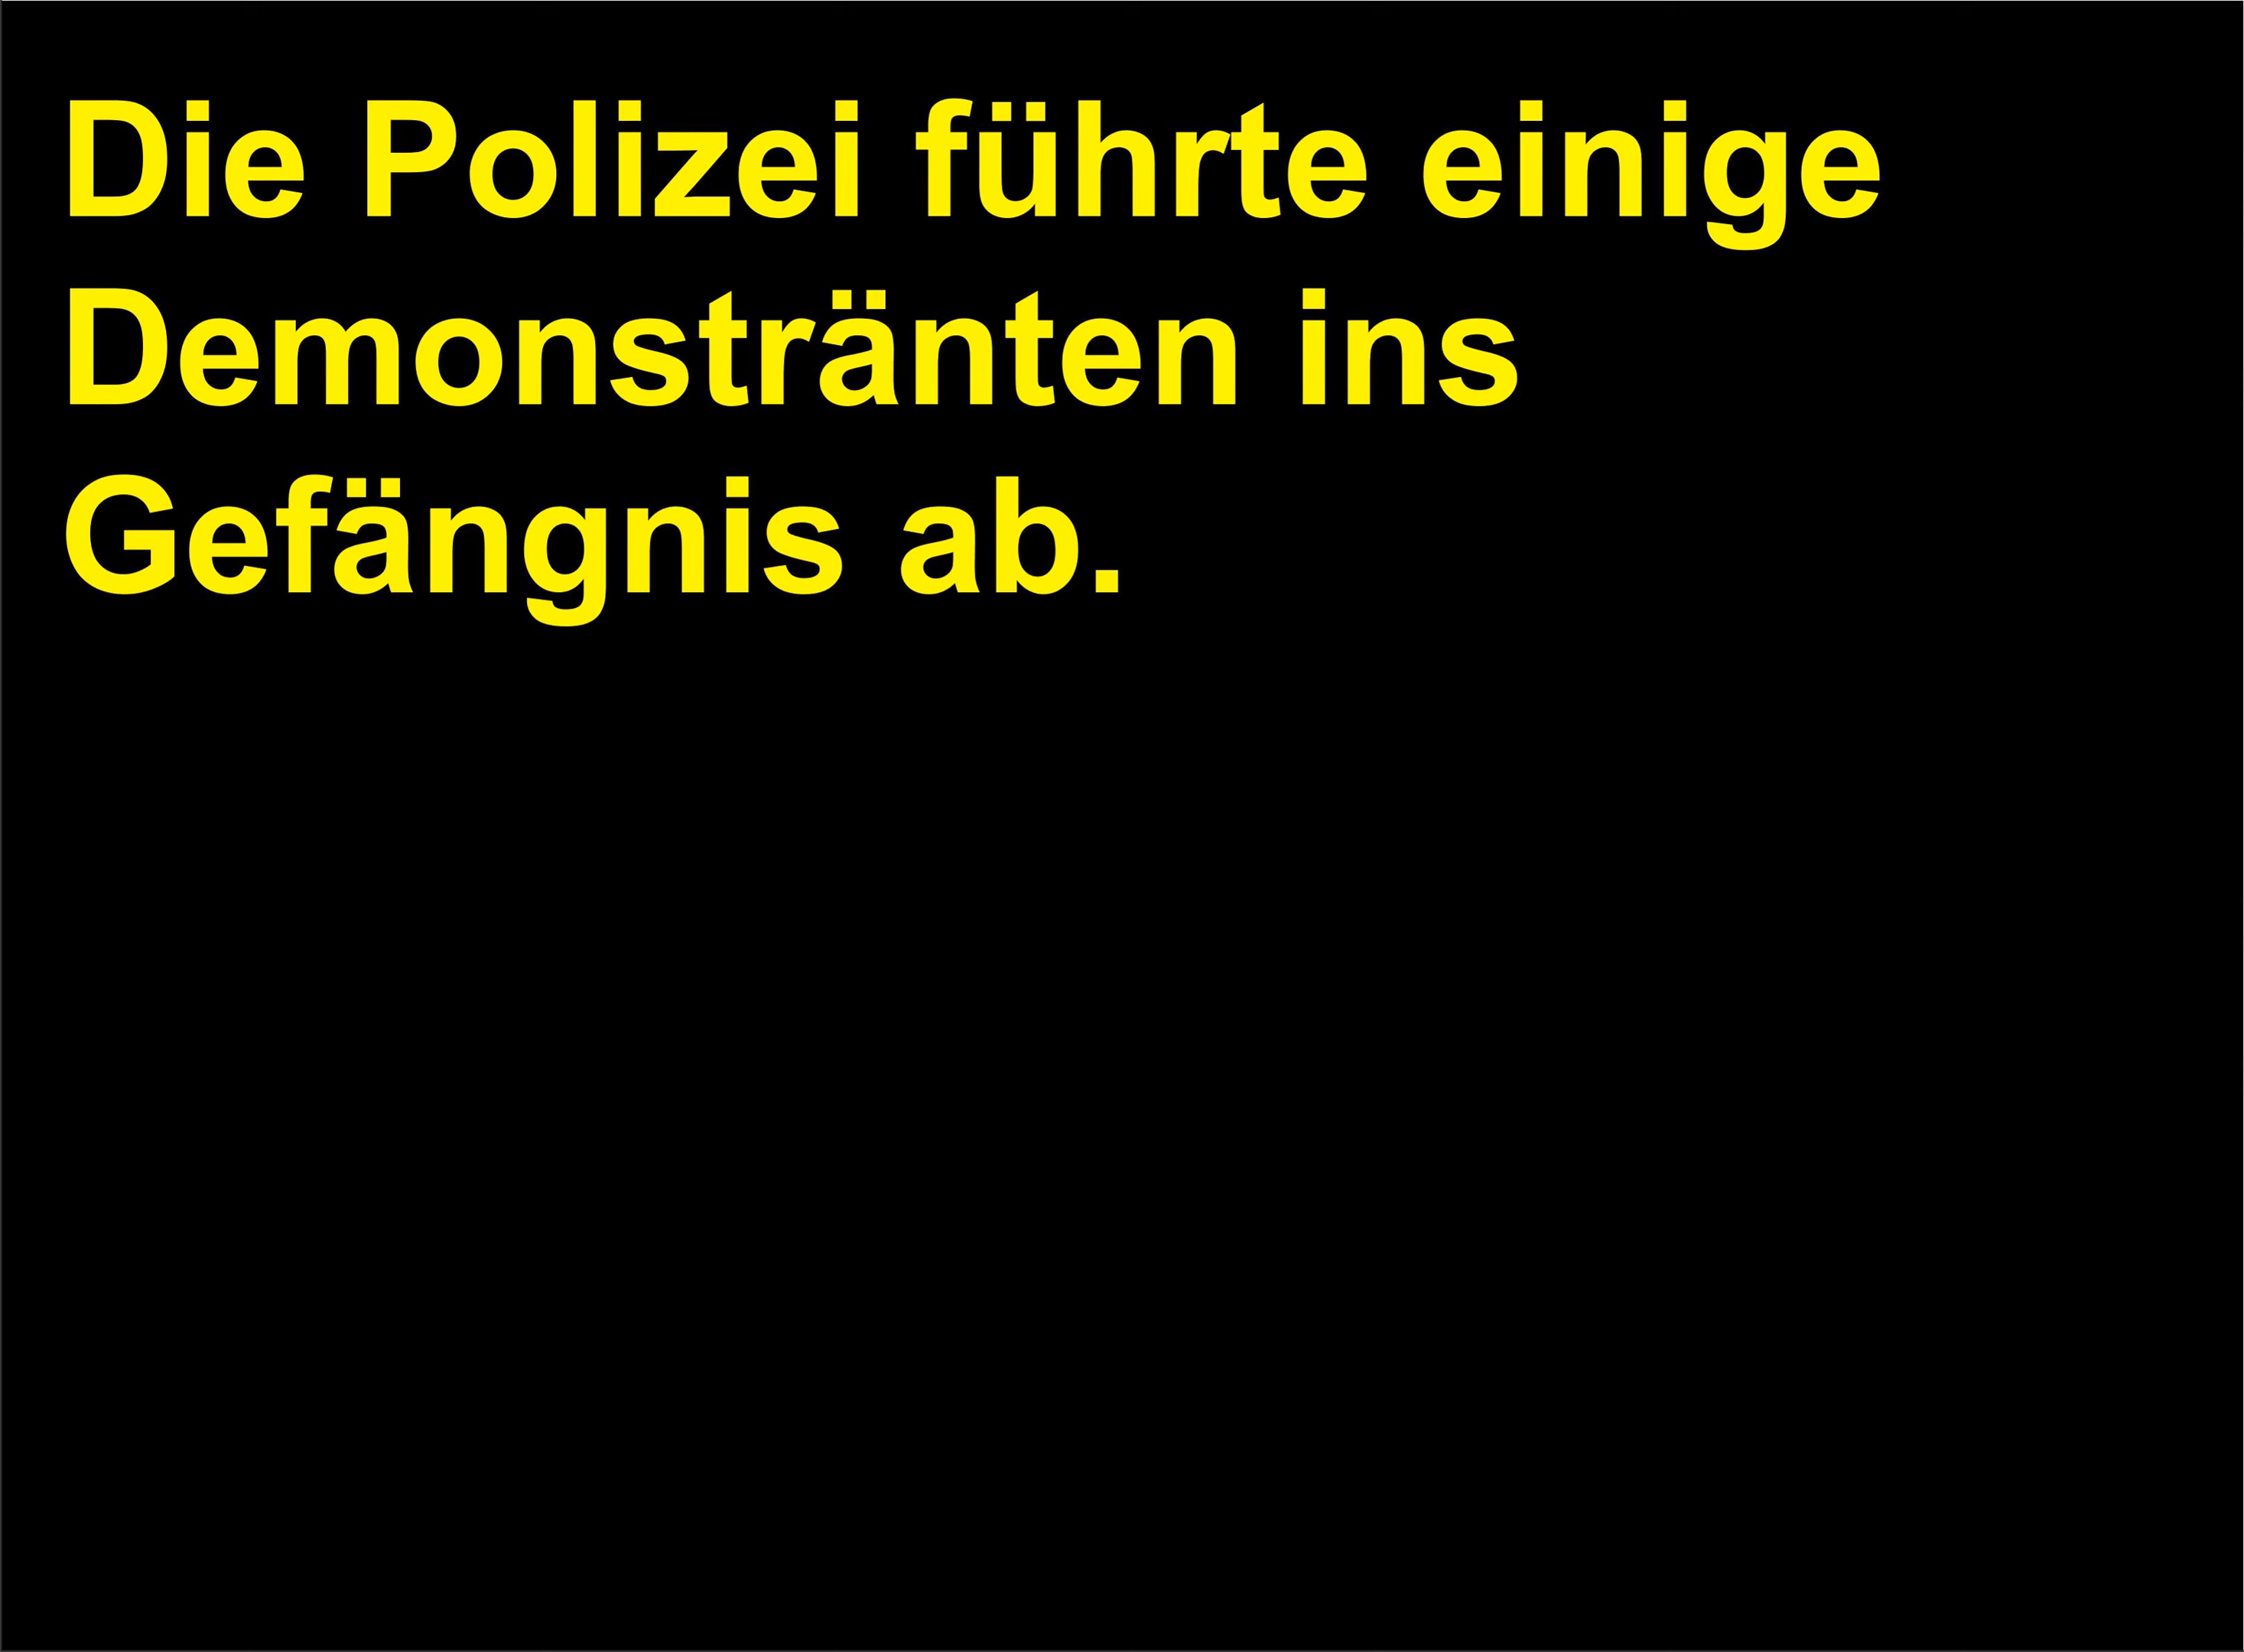 Die Polizei führte einige
Demonstränten ins
Gefängnis ab.